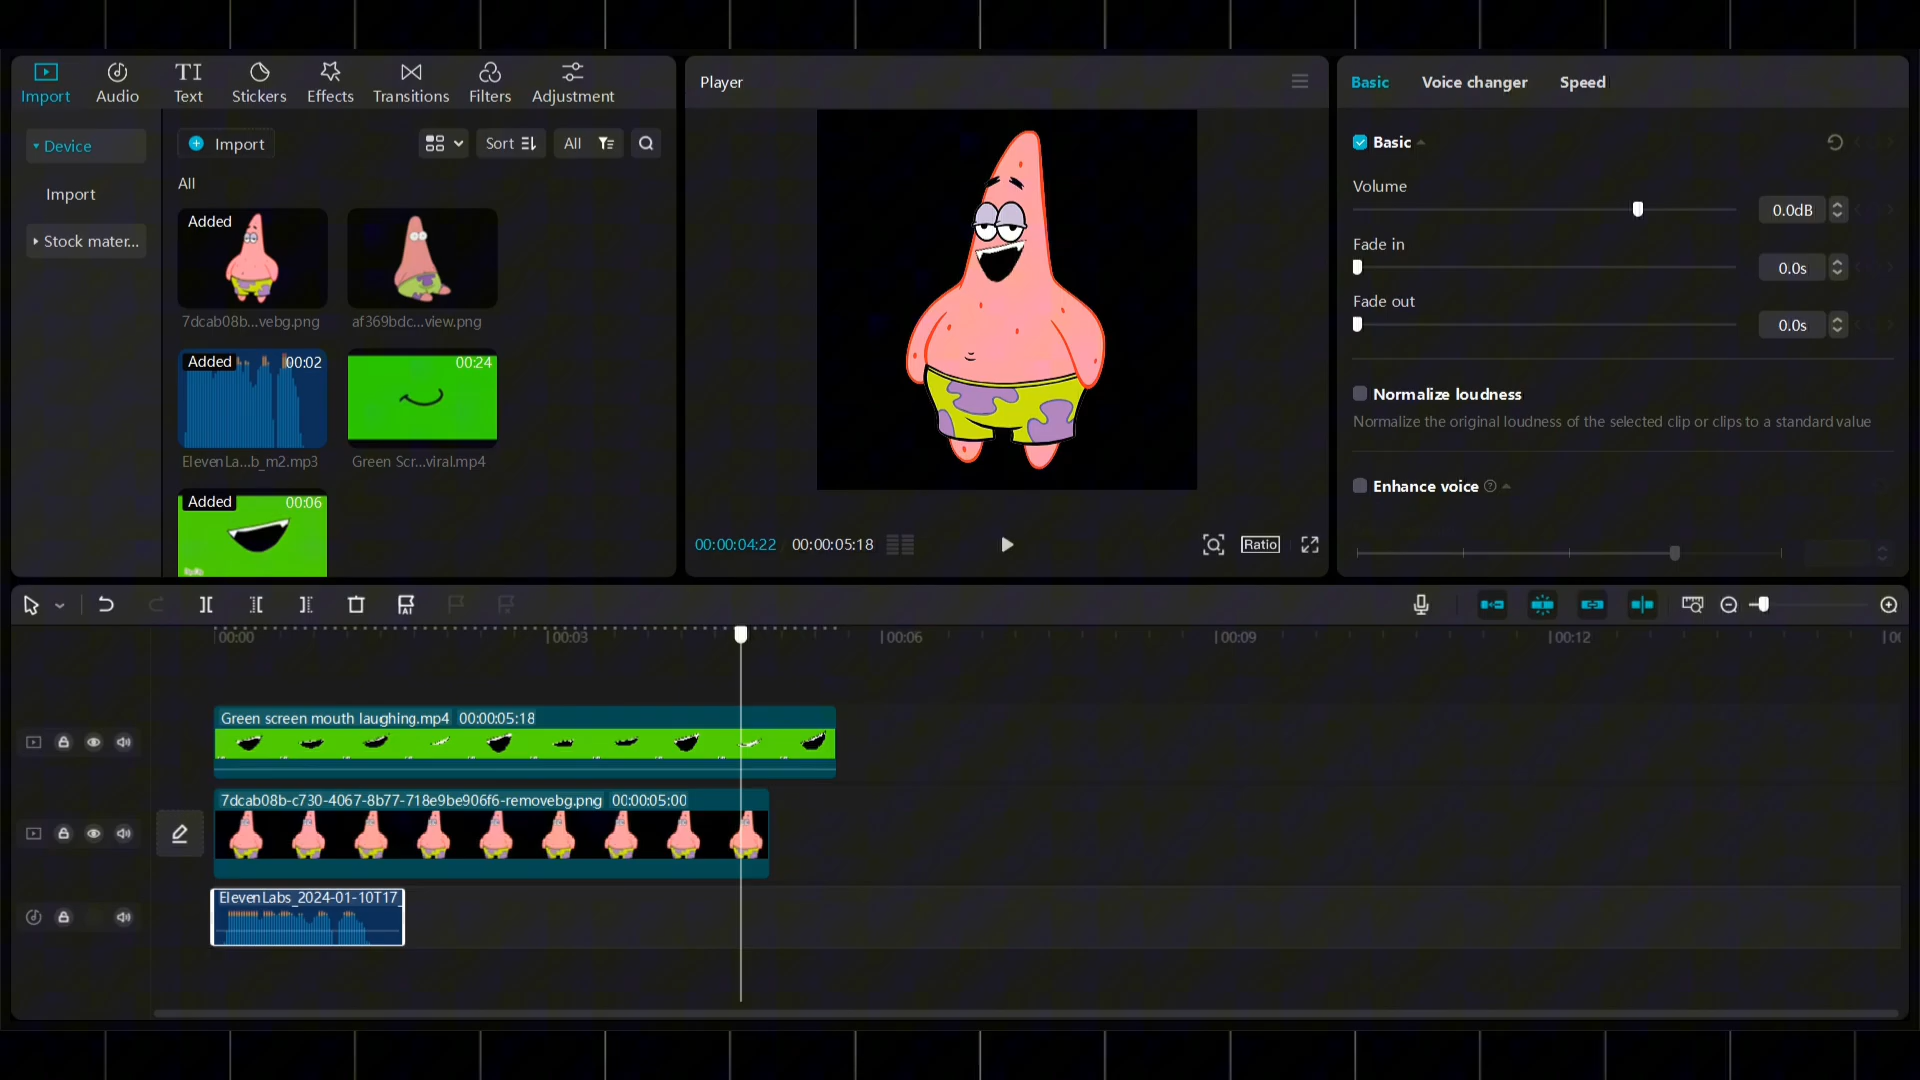 Import
Audio
TI
Text
Stickers
Effects
Transitions
Filters
Adjustment
Device
Import
Stock mater...
Import
Sort
All
All
Added
7dcab08b...vebg.png
af369bdc...view.png
Added 00:02
00:24
ElevenLa...b_m2.mp3
Green Scr...viral.mp4
Added 00:06
Player
00:00:04:22 00:00:05:18
Ratio
Basic
Voice changer
Speed
Basic
Volume
0.0dB
Fade in
0.0s
Fade out
0.0s
Normalize loudness
Normalize the original loudness of the selected clip or clips to a standard value
Enhance voice
AI
00:00
00:03
00:06
00:09
00:12
Green screen mouth laughing.mp4 00:00:05:18
7dcab08b-c730-4067-8b77-718e9be906f6-removebg.png 00:00:05:00
ElevenLabs_2024-01-10T17_